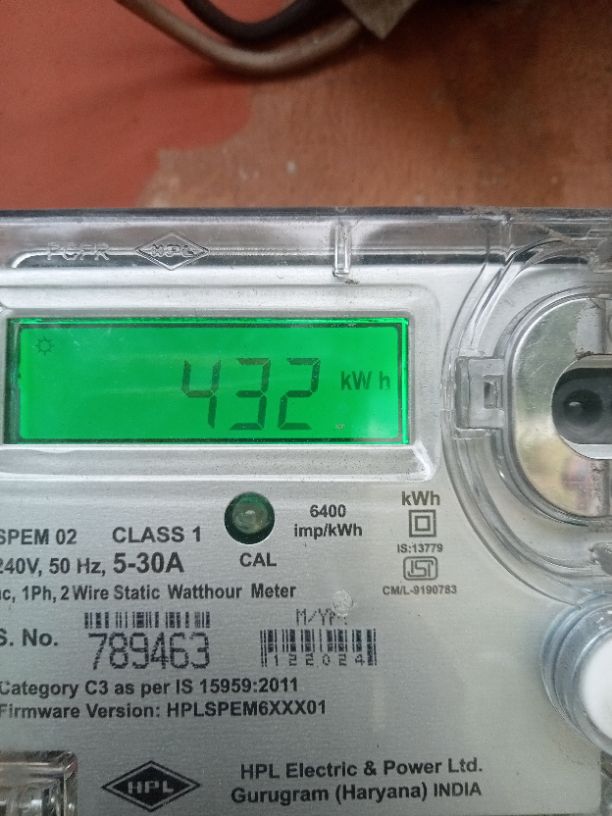 HPL
432 kWh
SPEM 02 CLASS 1
6400
imp/kWh
kWh
240V, 50 Hz, 5-30A
CAL
IS:13779
ISI
CM/L-9190783
ac, 1Ph, 2 Wire Static Watthour Meter
S. No.
789463
M/YR:
122024
Category C3 as per IS 15959:2011
Firmware Version: HPLSPEM6XXX01
HPL
HPL Electric & Power Ltd.
Gurugram (Haryana) INDIA